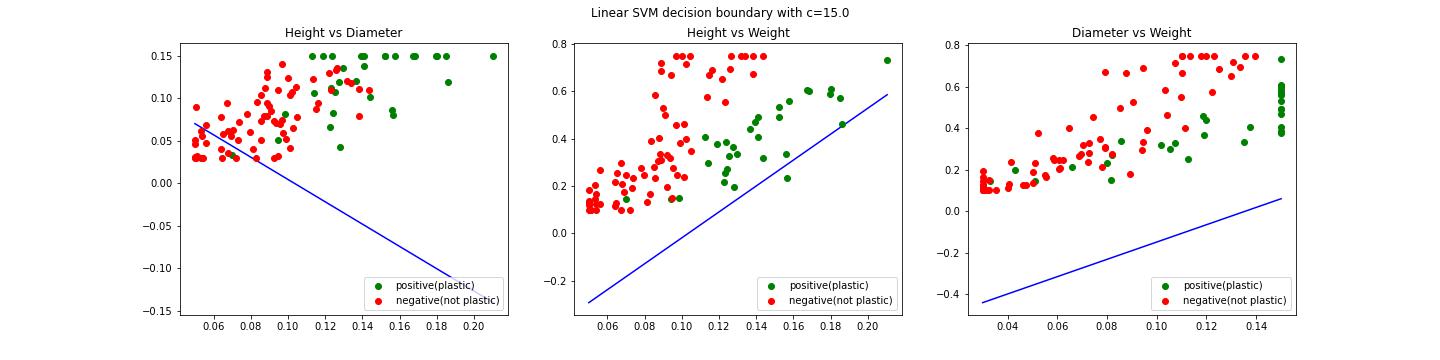 Linear SVM decision boundary with c=15.0
Height vs Diameter
0.15
0.10
0.05
0.00
−0.05
−0.10
−0.15
0.06 0.08 0.10 0.12 0.14 0.16 0.18 0.20
positive(plastic)
negative(not plastic)
Height vs Weight
0.8
0.6
0.4
0.2
0.0
−0.2
0.06 0.08 0.10 0.12 0.14 0.16 0.18 0.20
positive(plastic)
negative(not plastic)
Diameter vs Weight
0.8
0.6
0.4
0.2
0.0
−0.2
−0.4
0.04 0.06 0.08 0.10 0.12 0.14
positive(plastic)
negative(not plastic)